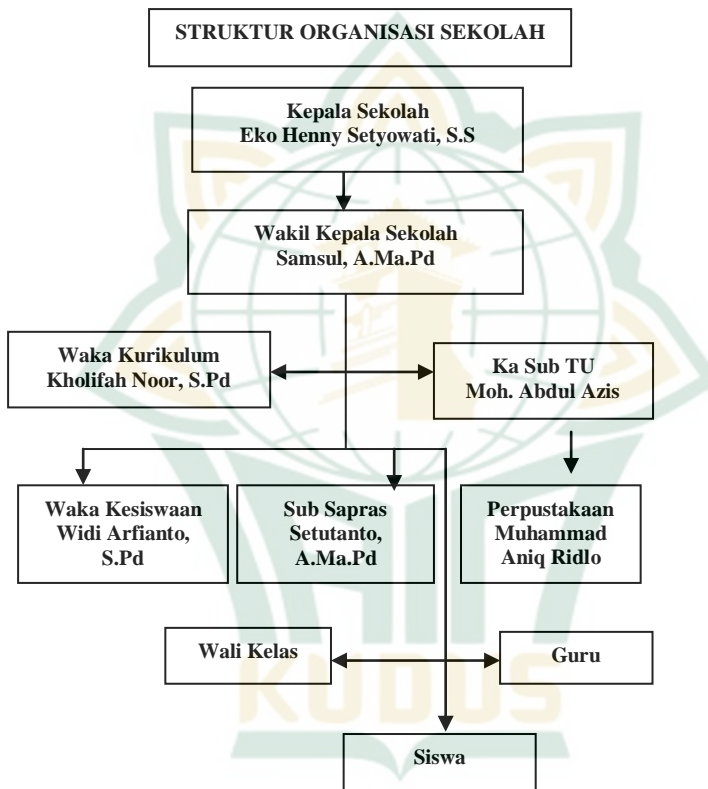 STRUKTUR ORGANISASI SEKOLAH
Kepala Sekolah
Eko Henny Setyowati, S.S
Wakil Kepala Sekolah
Samsul, A.Ma.Pd
Waka Kurikulum
Kholifah Noor, S.Pd
Ka Sub TU
Moh. Abdul Azis
Waka Kesiswaan
Widi Arfianto,
S.Pd
Sub Sapras
Setutanto,
A.Ma.Pd
Perpustakaan
Muhammad
Aniq Ridlo
Wali Kelas
Guru
KUDUS
Siswa